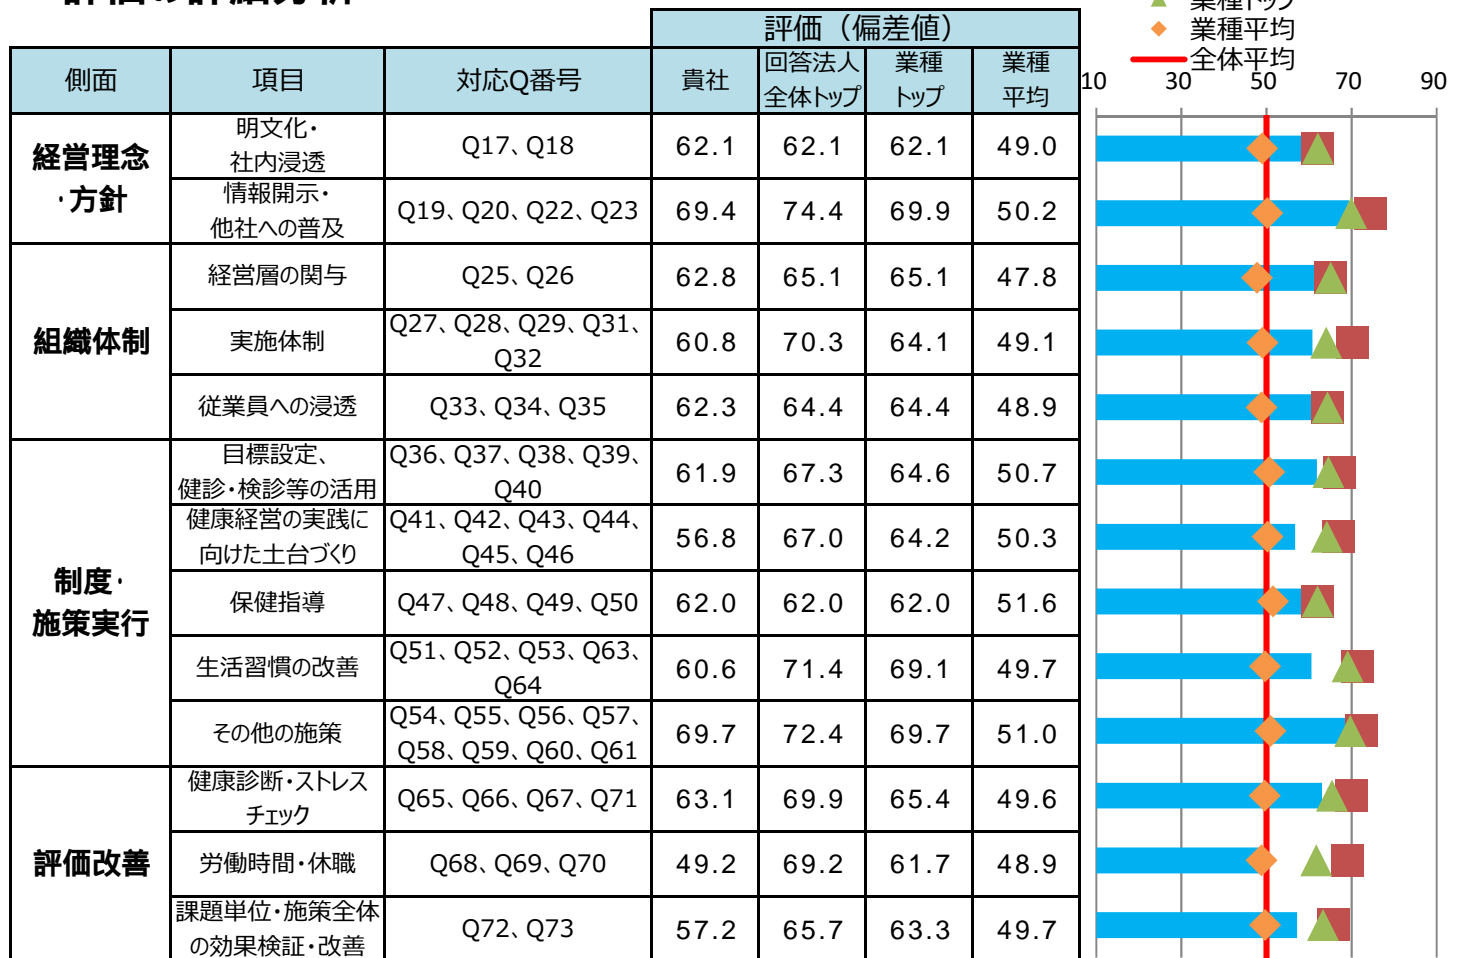 評価の詳細分析
業種トップ
業種平均
全体平均
評価（偏差値）
側面 項目 対応Q番号 貴社 回答法人全体トップ 業種トップ 業種平均
10 30 50 70 90
経営理念・方針
明文化・社内浸透 Q17、Q18 62.1 62.1 62.1 49.0
情報開示・他社への普及 Q19、Q20、Q22、Q23 69.4 74.4 69.9 50.2
組織体制
経営層の関与 Q25、Q26 62.8 65.1 65.1 47.8
実施体制 Q27、Q28、Q29、Q31、Q32 60.8 70.3 64.1 49.1
従業員への浸透 Q33、Q34、Q35 62.3 64.4 64.4 48.9
制度・施策実行
目標設定、健診・検診等の活用 Q36、Q37、Q38、Q39、Q40 61.9 67.3 64.6 50.7
健康経営の実践に向けた土台づくり Q41、Q42、Q43、Q44、Q45、Q46 56.8 67.0 64.2 50.3
保健指導 Q47、Q48、Q49、Q50 62.0 62.0 62.0 51.6
生活習慣の改善 Q51、Q52、Q53、Q63、Q64 60.6 71.4 69.1 49.7
その他の施策 Q54、Q55、Q56、Q57、Q58、Q59、Q60、Q61 69.7 72.4 69.7 51.0
評価改善
健康診断・ストレスチェック Q65、Q66、Q67、Q71 63.1 69.9 65.4 49.6
労働時間・休職 Q68、Q69、Q70 49.2 69.2 61.7 48.9
課題単位・施策全体の効果検証・改善 Q72、Q73 57.2 65.7 63.3 49.7